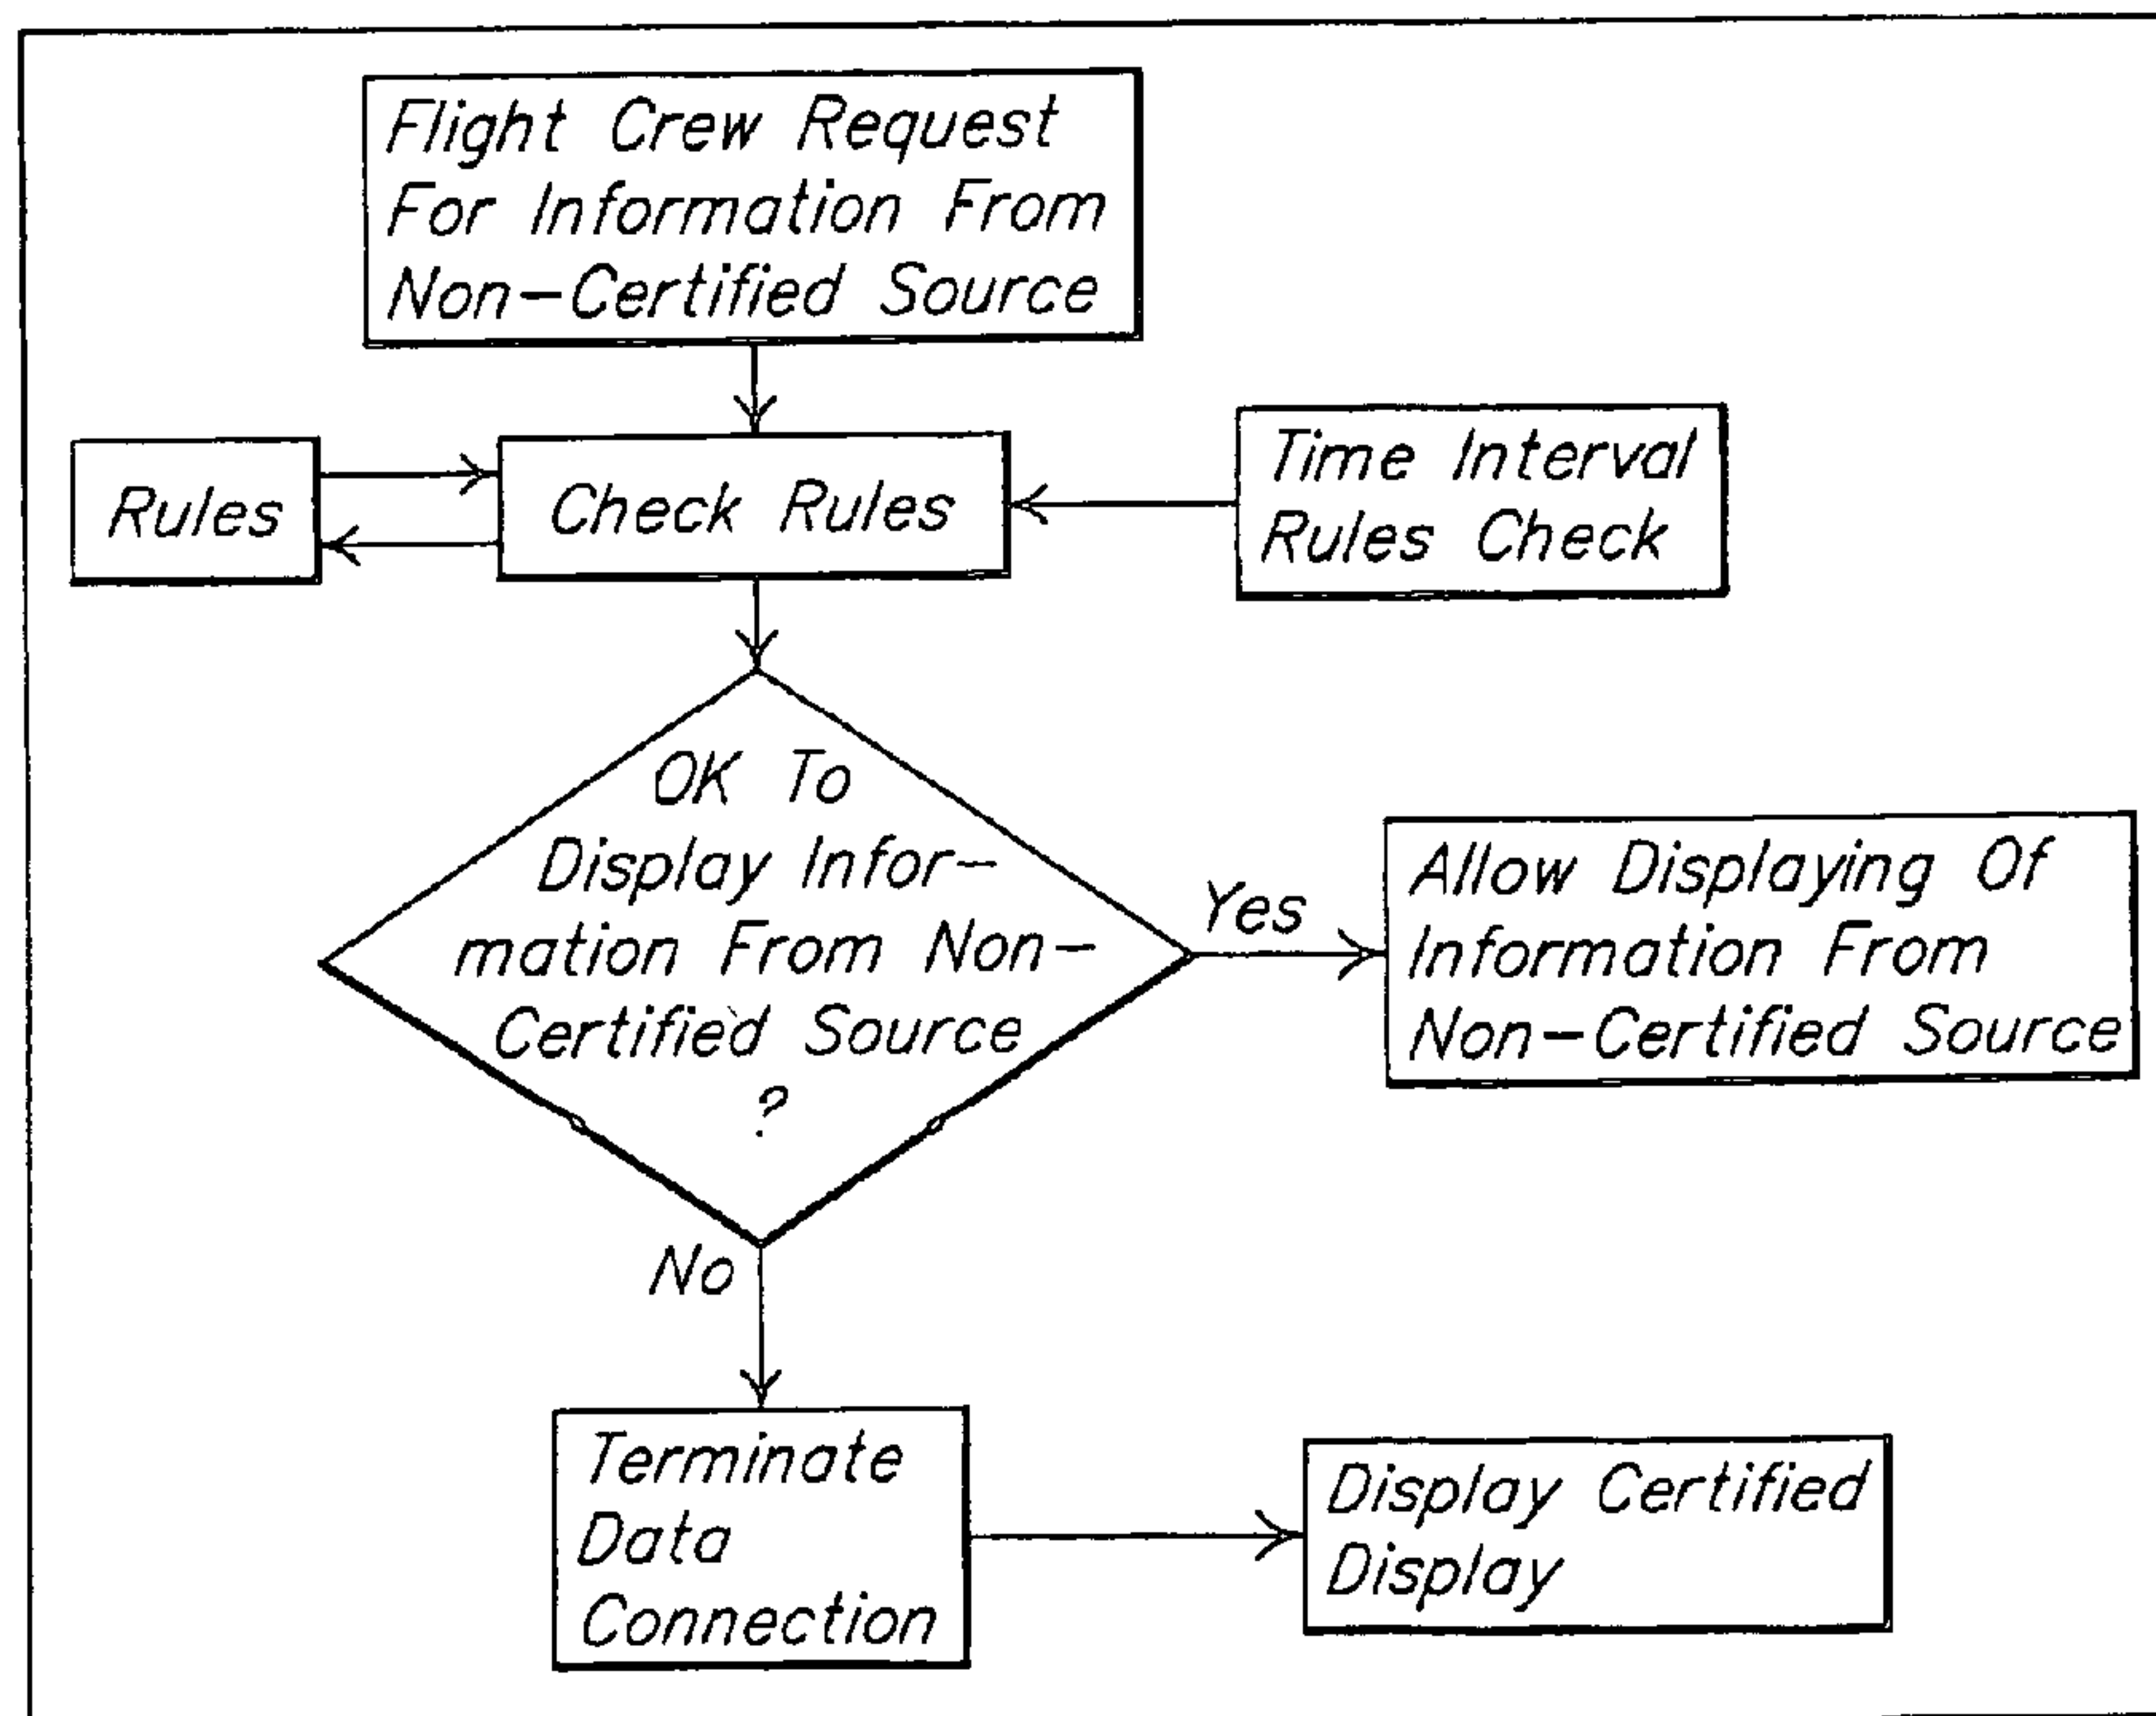 Flight Crew Request
For Information From
Non-Certified Source
Rules
Check Rules
Time Interval
Rules Check
OK To
Display Infor-
mation From Non-
Certified Source
?
Yes
Allow Displaying Of
Information From
Non-Certified Source
No
Terminate
Data
Connection
Display Certified
Display